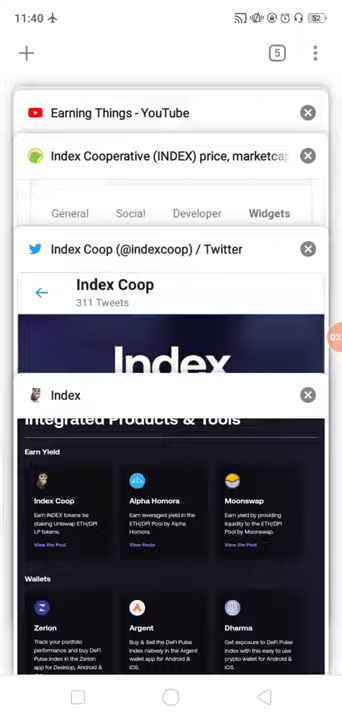 11:40
52
5
Earning Things - YouTube
Index Cooperative (INDEX) price, marketcap
General Social Developer Widgets
Index Coop (@indexcoop) / Twitter
Index Coop
311 Tweets
Index
02
Index
Integrated Products & Tools
Earn Yield
Index Coop
Alpha Homora
Moonswap
Earn INDEX tokens be
staking Uniswap ETH/DPI
LP tokens.
Earn leveraged yield in the
ETH/DPI Pool by Alpha
Homora.
Earn yield by providing
liquidity to the ETH/DPI
Pool by Moonswap.
View the Pool
View Pools
View the Pool
Wallets
Zerion
Argent
Dharma
Track your portfolio
performance and buy DeFi
Pulse Index in the Zerion
app for Android &
iOS.
Buy & Sell the DeFi Pulse
Index natively in the Argent
wallet app for Android &
iOS.
Get exposure to DeFi Pulse
Index with this easy to use
crypto wallet for Android &
iOS.